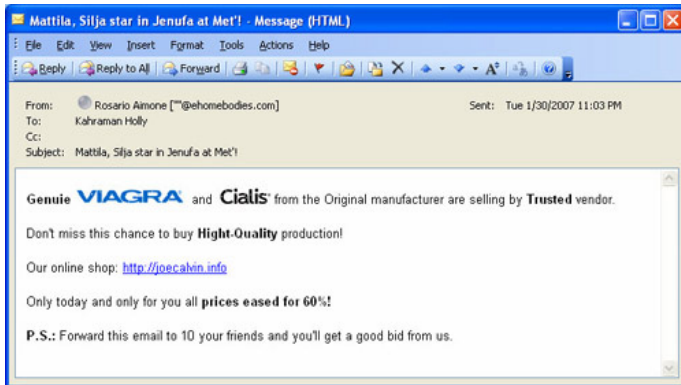 Mattila, Silja star in Jenufa at Met'! - Message (HTML)
File Edit View Insert Format Tools Actions Help
Reply Reply to All Forward
From: Rosario Aimone [""@ehomebodies.com] Sent: Tue 1/30/2007 11:03 PM
To: Kahraman Holly
Cc:
Subject: Mattila, Silja star in Jenufa at Met'!
Genuie VIAGRA and Cialis from the Original manufacturer are selling by Trusted vendor.
Don't miss this chance to buy Hight-Quality production!
Our online shop: http://joecalvin.info
Only today and only for you all prices eased for 60%!
P.S.: Forward this email to 10 your friends and you'll get a good bid from us.